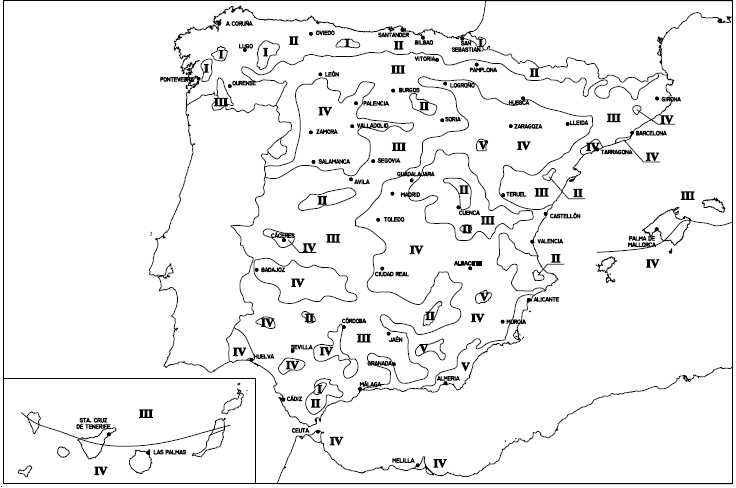 A CORUÑA
OVIEDO
SANTANDER
BILBAO
SAN
SEBASTIAN
I
LUGO
I
I
II
I
II
VITORIA
PAMPLONA
II
PONTEVEDRA
I
OURENSE
III
LEÓN
III
BURGOS
LOGROÑO
HUESCA
GIRONA
IV
PALENCIA
II
SORIA
ZARAGOZA
LLEIDA
III
IV
BARCELONA
ZAMORA
VALLADOLID
III
V
IV
IV
TARRAGONA
IV
SALAMANCA
SEGOVIA
AVILA
GUADALAJARA
MADRID
II
TERUEL
III
II
III
II
TOLEDO
CUENCA
II
III
CASTELLÓN
PALMA DE
MALLORCA
IV
CÁCERES
IV
III
IV
VALENCIA
II
BADAJOZ
IV
CIUDAD REAL
ALBACETE
V
ALICANTE
IV
II
CÓRDOBA
II
IV
MURCIA
IV
HUELVA
SEVILLA
IV
IV
III
JAÉN
V
GRANADA
V
ALMERIA
MÁLAGA
I
II
CÁDIZ
CEUTA
IV
MELILLA
IV
III
STA. CRUZ
DE TENERIFE
LAS PALMAS
IV